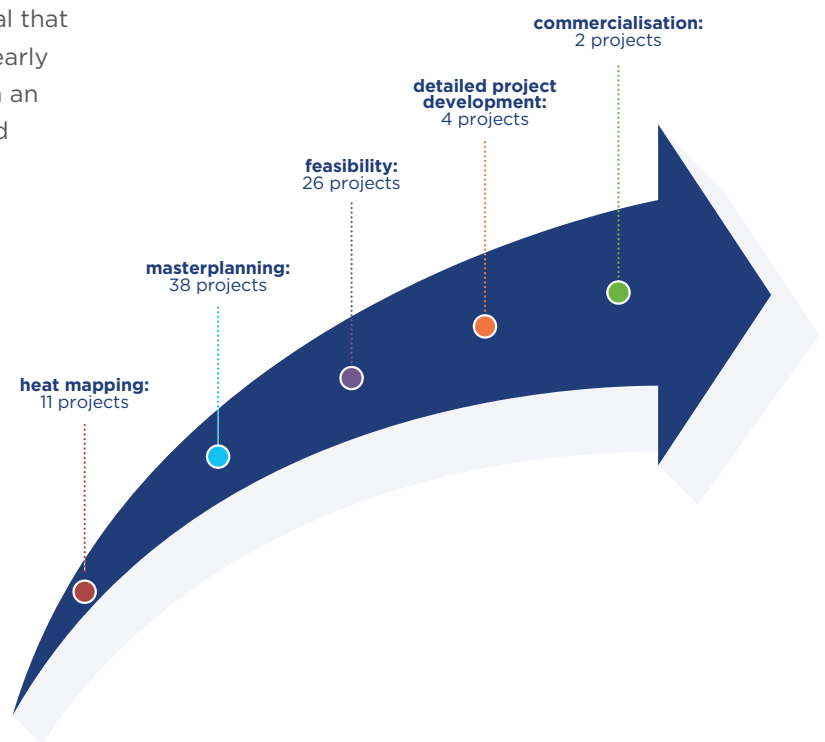 al that
early
an
commercialisation:
2 projects
detailed project
development:
4 projects
feasibility:
26 projects
masterplanning:
38 projects
heat mapping:
11 projects